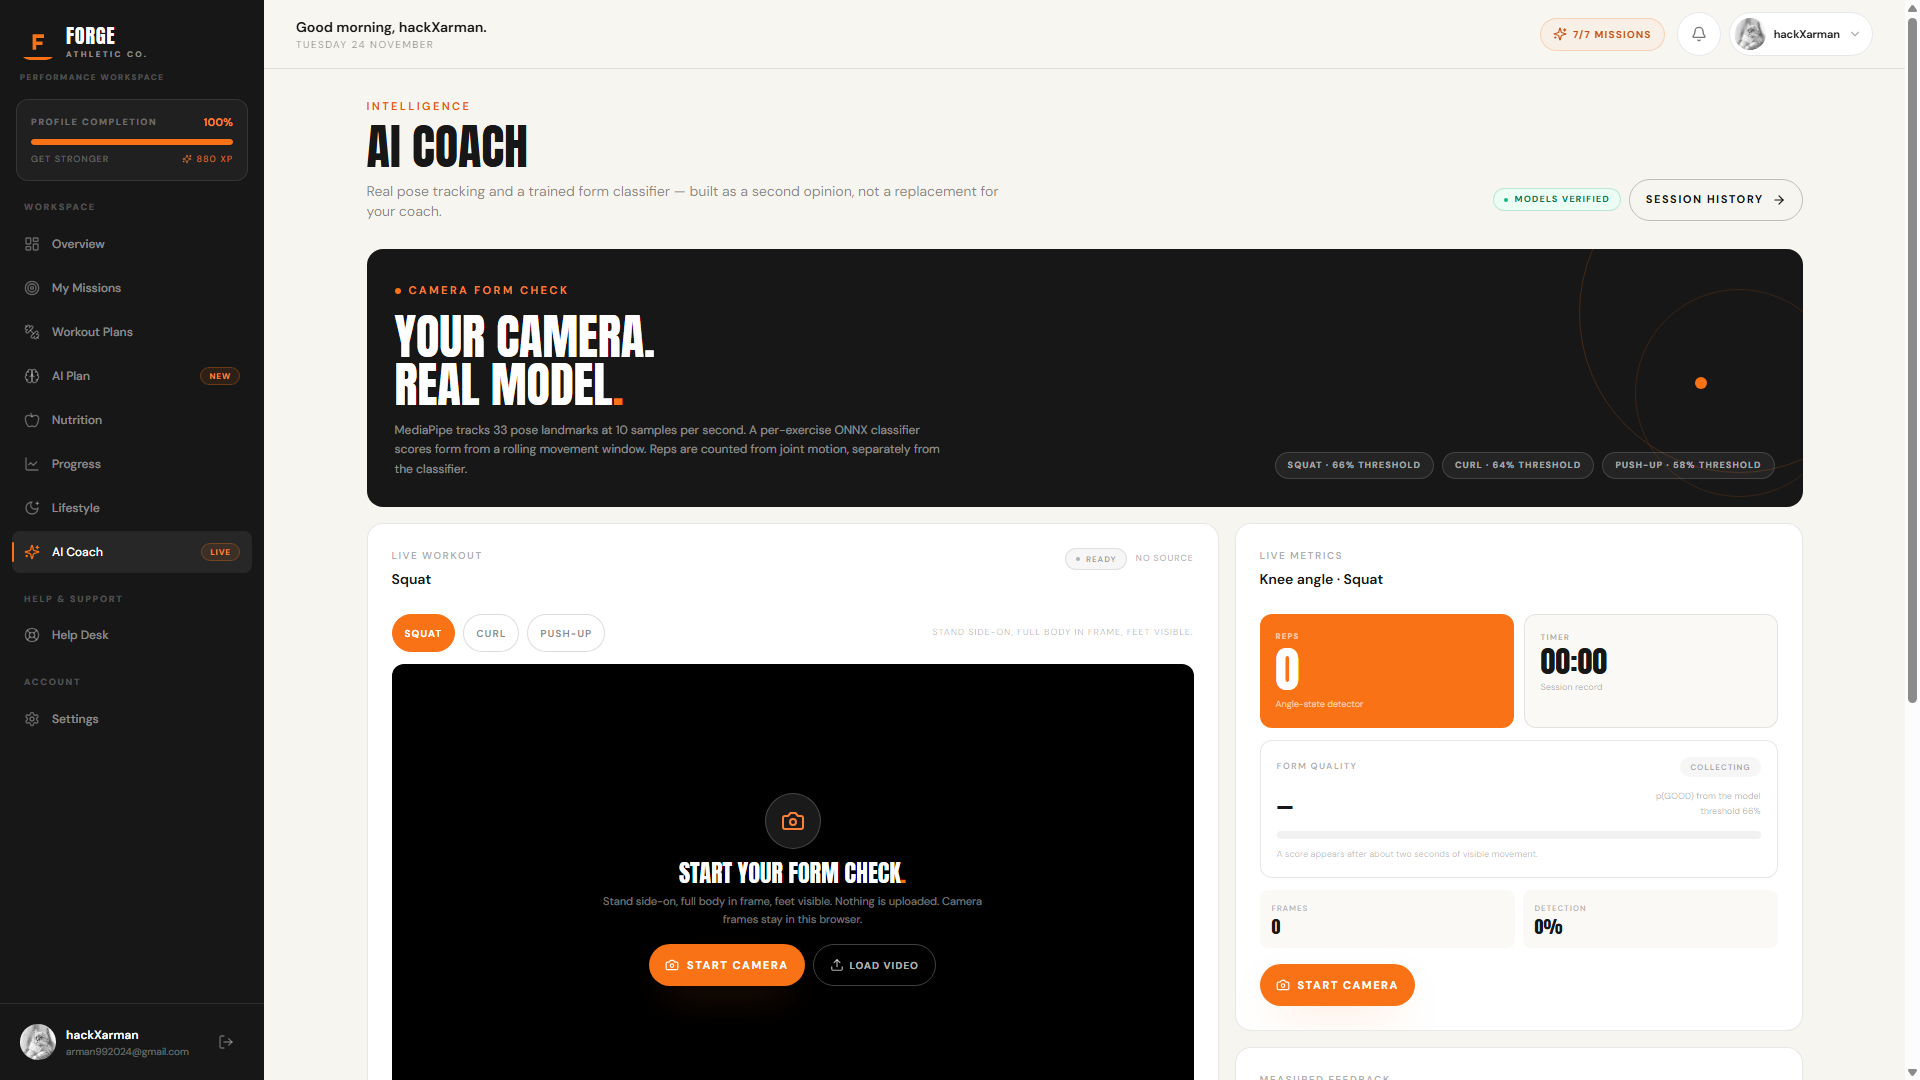 F
FORGE
ATHLETIC CO.
PERFORMANCE WORKSPACE
PROFILE COMPLETION
100%
GET STRONGER
880 XP
WORKSPACE
Overview
My Missions
Workout Plans
AI Plan
NEW
Nutrition
Progress
Lifestyle
AI Coach
LIVE
HELP & SUPPORT
Help Desk
ACCOUNT
Settings
hackXarman
arman992024@gmail.com
Good morning, hackXarman.
TUESDAY 24 NOVEMBER
7/7 MISSIONS
hackXarman
INTELLIGENCE
AI COACH
Real pose tracking and a trained form classifier — built as a second opinion, not a replacement for
your coach.
MODELS VERIFIED
SESSION HISTORY
CAMERA FORM CHECK
YOUR CAMERA.
REAL MODEL.
MediaPipe tracks 33 pose landmarks at 10 samples per second. A per-exercise ONNX classifier
scores form from a rolling movement window. Reps are counted from joint motion, separately from
the classifier.
SQUAT · 66% THRESHOLD
CURL · 64% THRESHOLD
PUSH-UP · 58% THRESHOLD
LIVE WORKOUT
Squat
READY
NO SOURCE
SQUAT
CURL
PUSH-UP
STAND SIDE-ON, FULL BODY IN FRAME, FEET VISIBLE.
START YOUR FORM CHECK.
Stand side-on, full body in frame, feet visible. Nothing is uploaded. Camera
frames stay in this browser.
START CAMERA
LOAD VIDEO
LIVE METRICS
Knee angle · Squat
REPS
0
Angle-state detector
TIMER
00:00
Session record
FORM QUALITY
COLLECTING
—
p(GOOD) from the model
threshold 66%
A score appears after about two seconds of visible movement.
FRAMES
0
DETECTION
0%
START CAMERA
MEASURED FEEDBACK